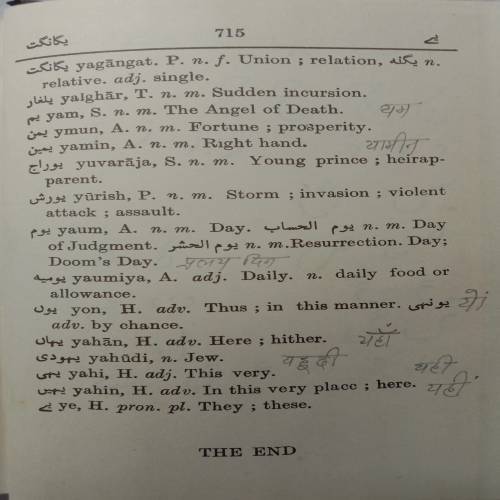 یگانگت 715 ے
یگانگت yagāngat. P. n. f. Union ; relation, یگنہ n.
relative. adj. single.
یلغار yalghār, T. n. m. Sudden incursion.
یم yam, S. n. m. The Angel of Death. यम
یمن ymun, A. n. m. Fortune ; prosperity.
یمین yamin, A. n. m. Right hand. यामीन
یوراج yuvarāja, S. n. m. Young prince ; heirap-
parent.
یورش yūrish, P. n. m. Storm ; invasion ; violent
attack ; assault.
یوم yaum, A. n. m. Day. یوم الحساب n. m. Day
of Judgment. یوم الحشر n. m. Resurrection. Day;
Doom's Day. प्रलय दिन
یومیہ yaumiya, A. adj. Daily. n. daily food or
allowance.
یوں yon, H. adv. Thus ; in this manner. یونہی यों
adv. by chance.
یہاں yahān, H. adv. Here ; hither. यहाँ
یہودی yahūdi, n. Jew. यहूदी
یہی yahi, H. adj. This very. यही
یہیں yahin, H. adv. In this very place ; here. यहीं
یے ye, H. pron. pl. They ; these.
THE END